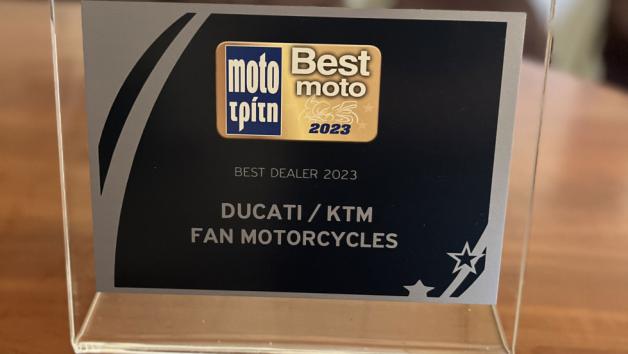 moto
τρίτη
Best
moto
2023
BEST DEALER 2023
DUCATI / KTM
FAN MOTORCYCLES